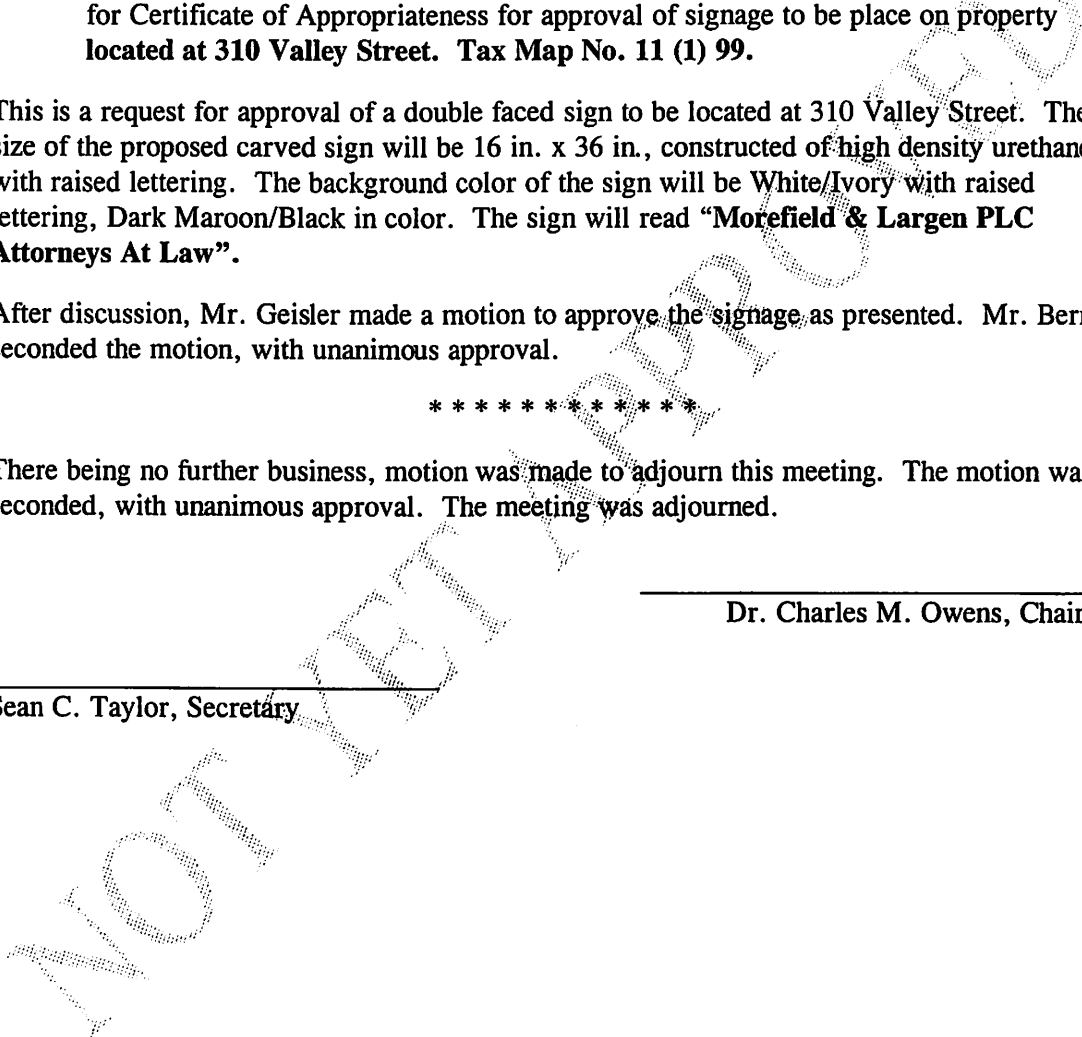 for Certificate of Appropriateness for approval of signage to be place on property
located at 310 Valley Street. Tax Map No. 11 (1) 99.
This is a request for approval of a double faced sign to be located at 310 Valley Street. The
size of the proposed carved sign will be 16 in. x 36 in., constructed of high density urethane
with raised lettering. The background color of the sign will be White/Ivory with raised
lettering, Dark Maroon/Black in color. The sign will read “Morefield & Largen PLC
Attorneys At Law”.
After discussion, Mr. Geisler made a motion to approve the signage as presented. Mr.
seconded the motion, with unanimous approval.
* * * * * * * * * * * *
There being no further business, motion was made to adjourn this meeting. The motion was
seconded, with unanimous approval. The meeting was adjourned.
Dr. Charles M. Owens,
Sean C. Taylor, Secretary
NOT YET APPROVED